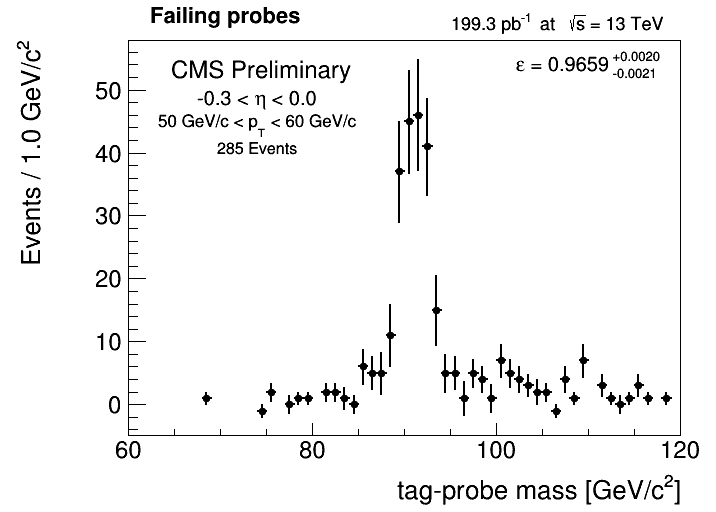 Failing probes
199.3 pb⁻¹ at √s = 13 TeV
CMS Preliminary
-0.3 < η < 0.0
50 GeV/c < p_T < 60 GeV/c
285 Events
ε = 0.9659 +0.0020 -0.0021
Events / 1.0 GeV/c²
50
40
30
20
10
0
60 80 100 120
tag-probe mass [GeV/c²]